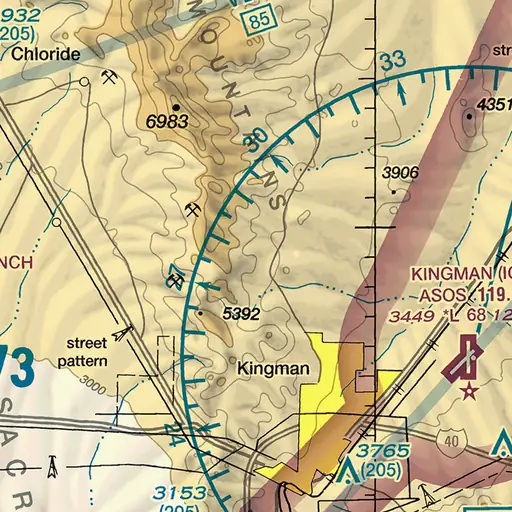 932
(205)
Chloride
85
33
str
6983
4351
MOUNTAINS
30
3906
NCH
KINGMAN (IG
ASOS 119.
3449 *L 68 12
5392
street
pattern
Kingman
73
3000
24
SACR
40
3765
(205)
3153
(205)